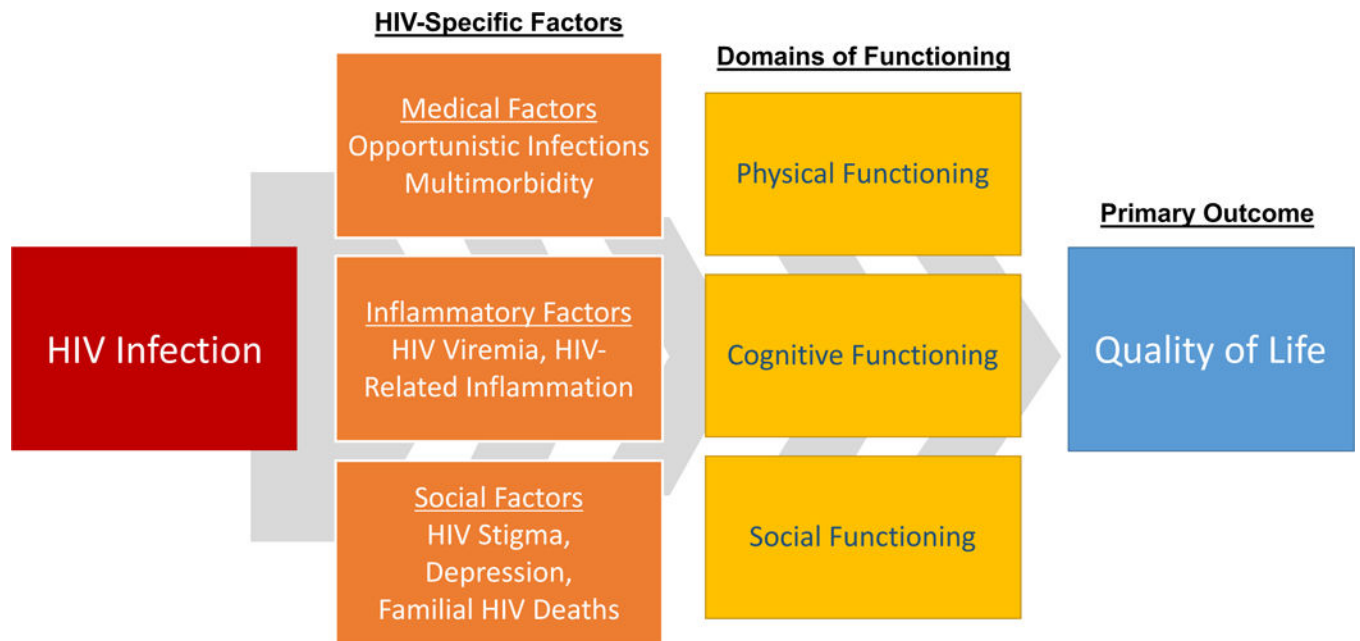 HIV-Specific Factors
Domains of Functioning
Primary Outcome
HIV Infection
Medical Factors
Opportunistic Infections
Multimorbidity
Inflammatory Factors
HIV Viremia, HIV-
Related Inflammation
Social Factors
HIV Stigma,
Depression,
Familial HIV Deaths
Physical Functioning
Cognitive Functioning
Social Functioning
Quality of Life